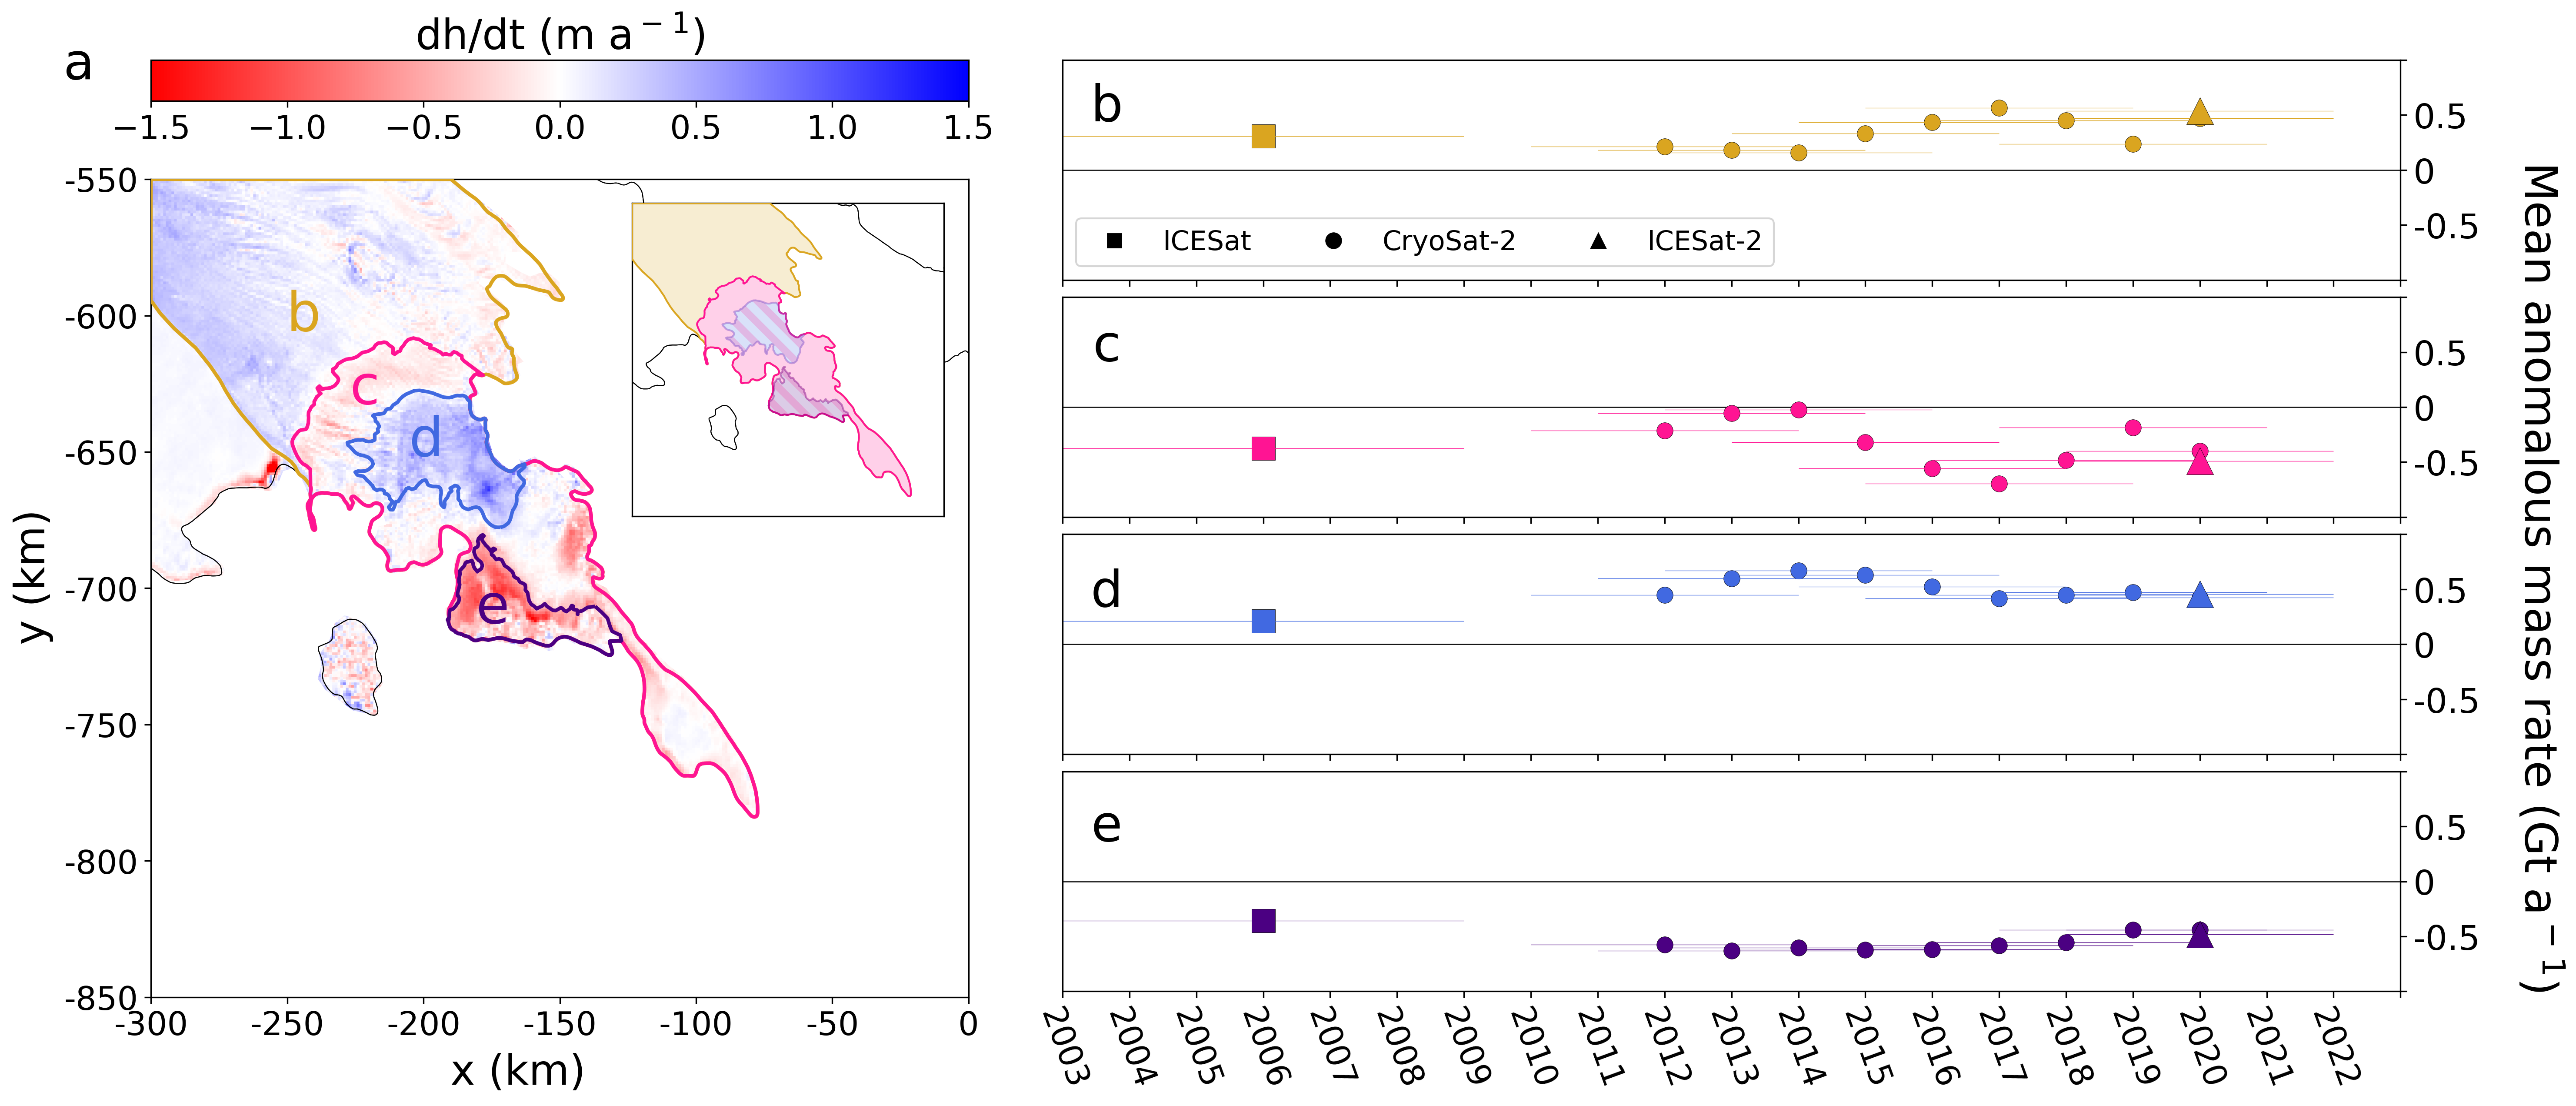 a
dh/dt (m a⁻¹)
−1.5 −1.0 −0.5 0.0 0.5 1.0 1.5
-550
-600
-650
-700
-750
-800
-850
y (km)
b
c
d
e
-300 -250 -200 -150 -100 -50 0
x (km)
b
0.5
0
-0.5
ICESat CryoSat-2 ICESat-2
c
0.5
0
-0.5
d
0.5
0
-0.5
e
0.5
0
-0.5
2003 2004 2005 2006 2007 2008 2009 2010 2011 2012 2013 2014 2015 2016 2017 2018 2019 2020 2021 2022
Mean anomalous mass rate (Gt a⁻¹)